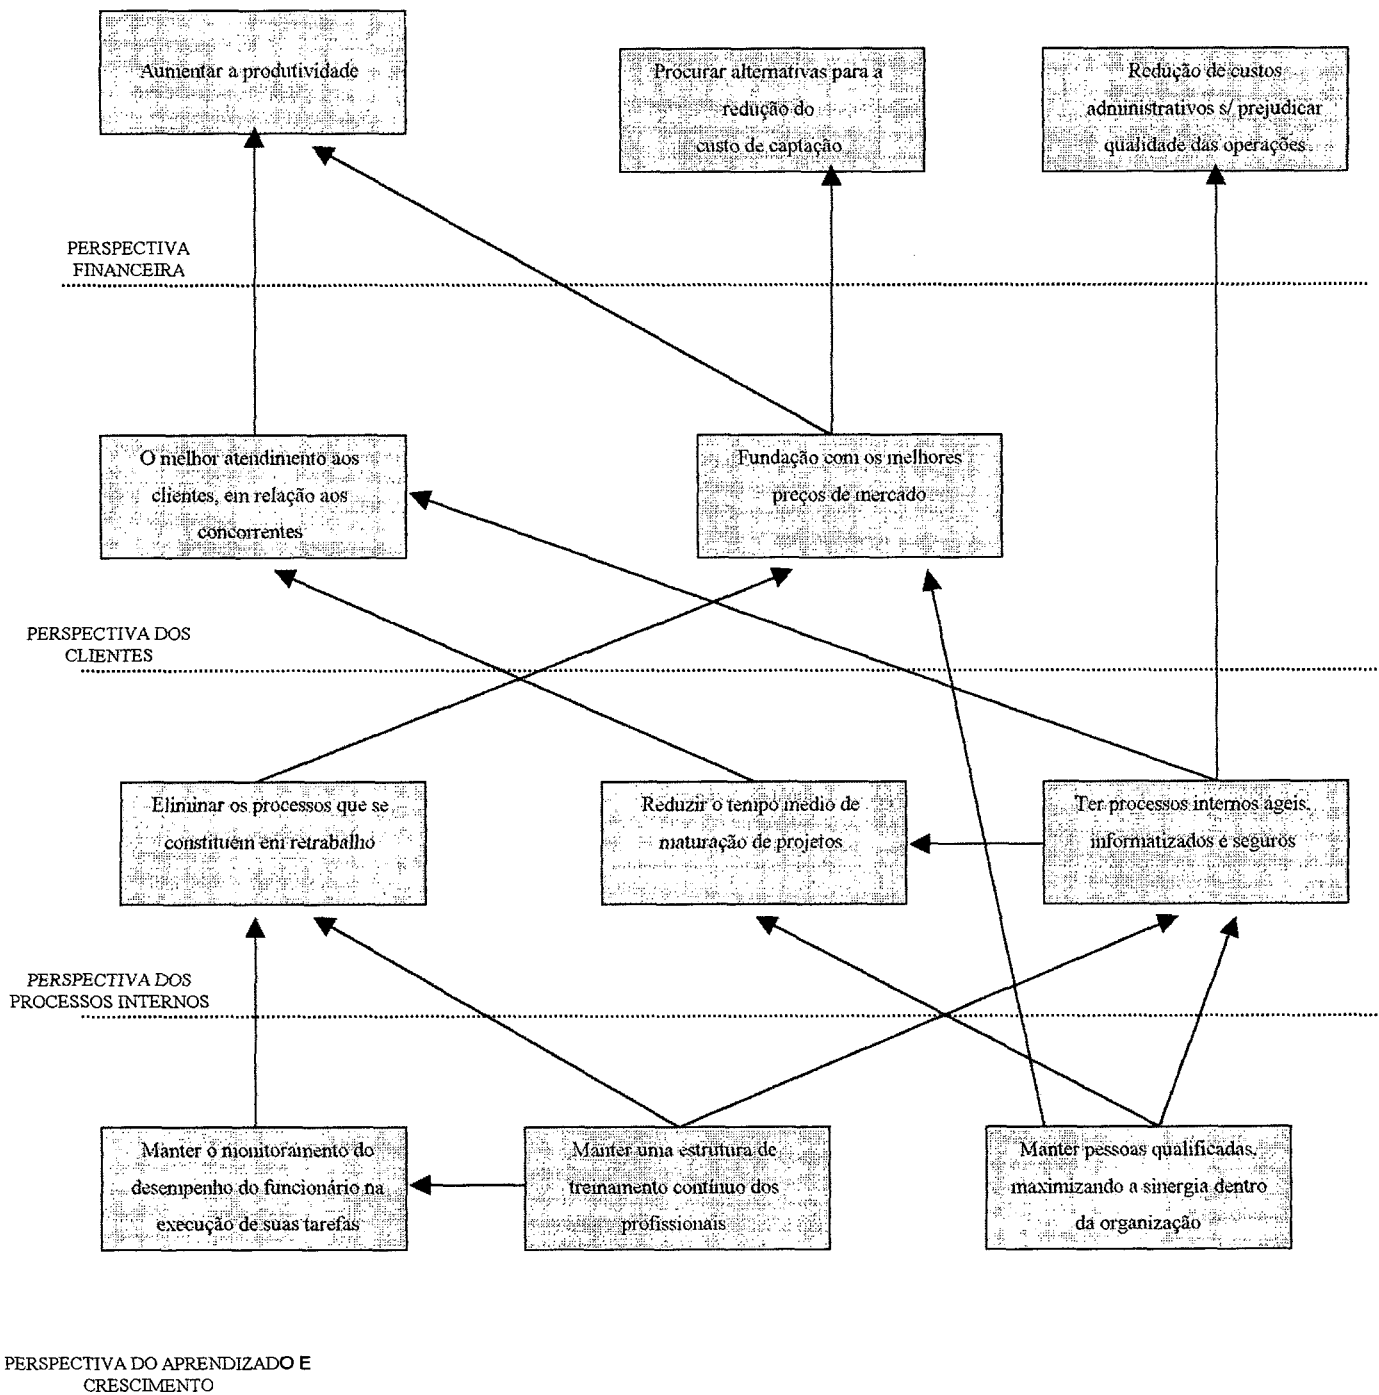 Aumentar a produtividade
Procurar alternativas para a
redução do
custo de captação
Redução de custos
administrativos s/ prejudicar
qualidade das operações
PERSPECTIVA
FINANCEIRA
O melhor atendimento aos
clientes, em relação aos
concorrentes
Fundação com os melhores
preços de mercado
PERSPECTIVA DOS
CLIENTES
Eliminar os processos que se
constituem em retrabalho
Reduzir o tempo médio de
maturação de projetos
Ter processos internos ágeis,
informatizados e seguros
PERSPECTIVA DOS
PROCESSOS INTERNOS
Manter o monitoramento do
desempenho do funcionário na
execução de suas tarefas
Manter uma estrutura de
treinamento contínuo dos
profissionais
Manter pessoas qualificadas,
maximizando a sinergia dentro
da organização
PERSPECTIVA DO APRENDIZADO E
CRESCIMENTO